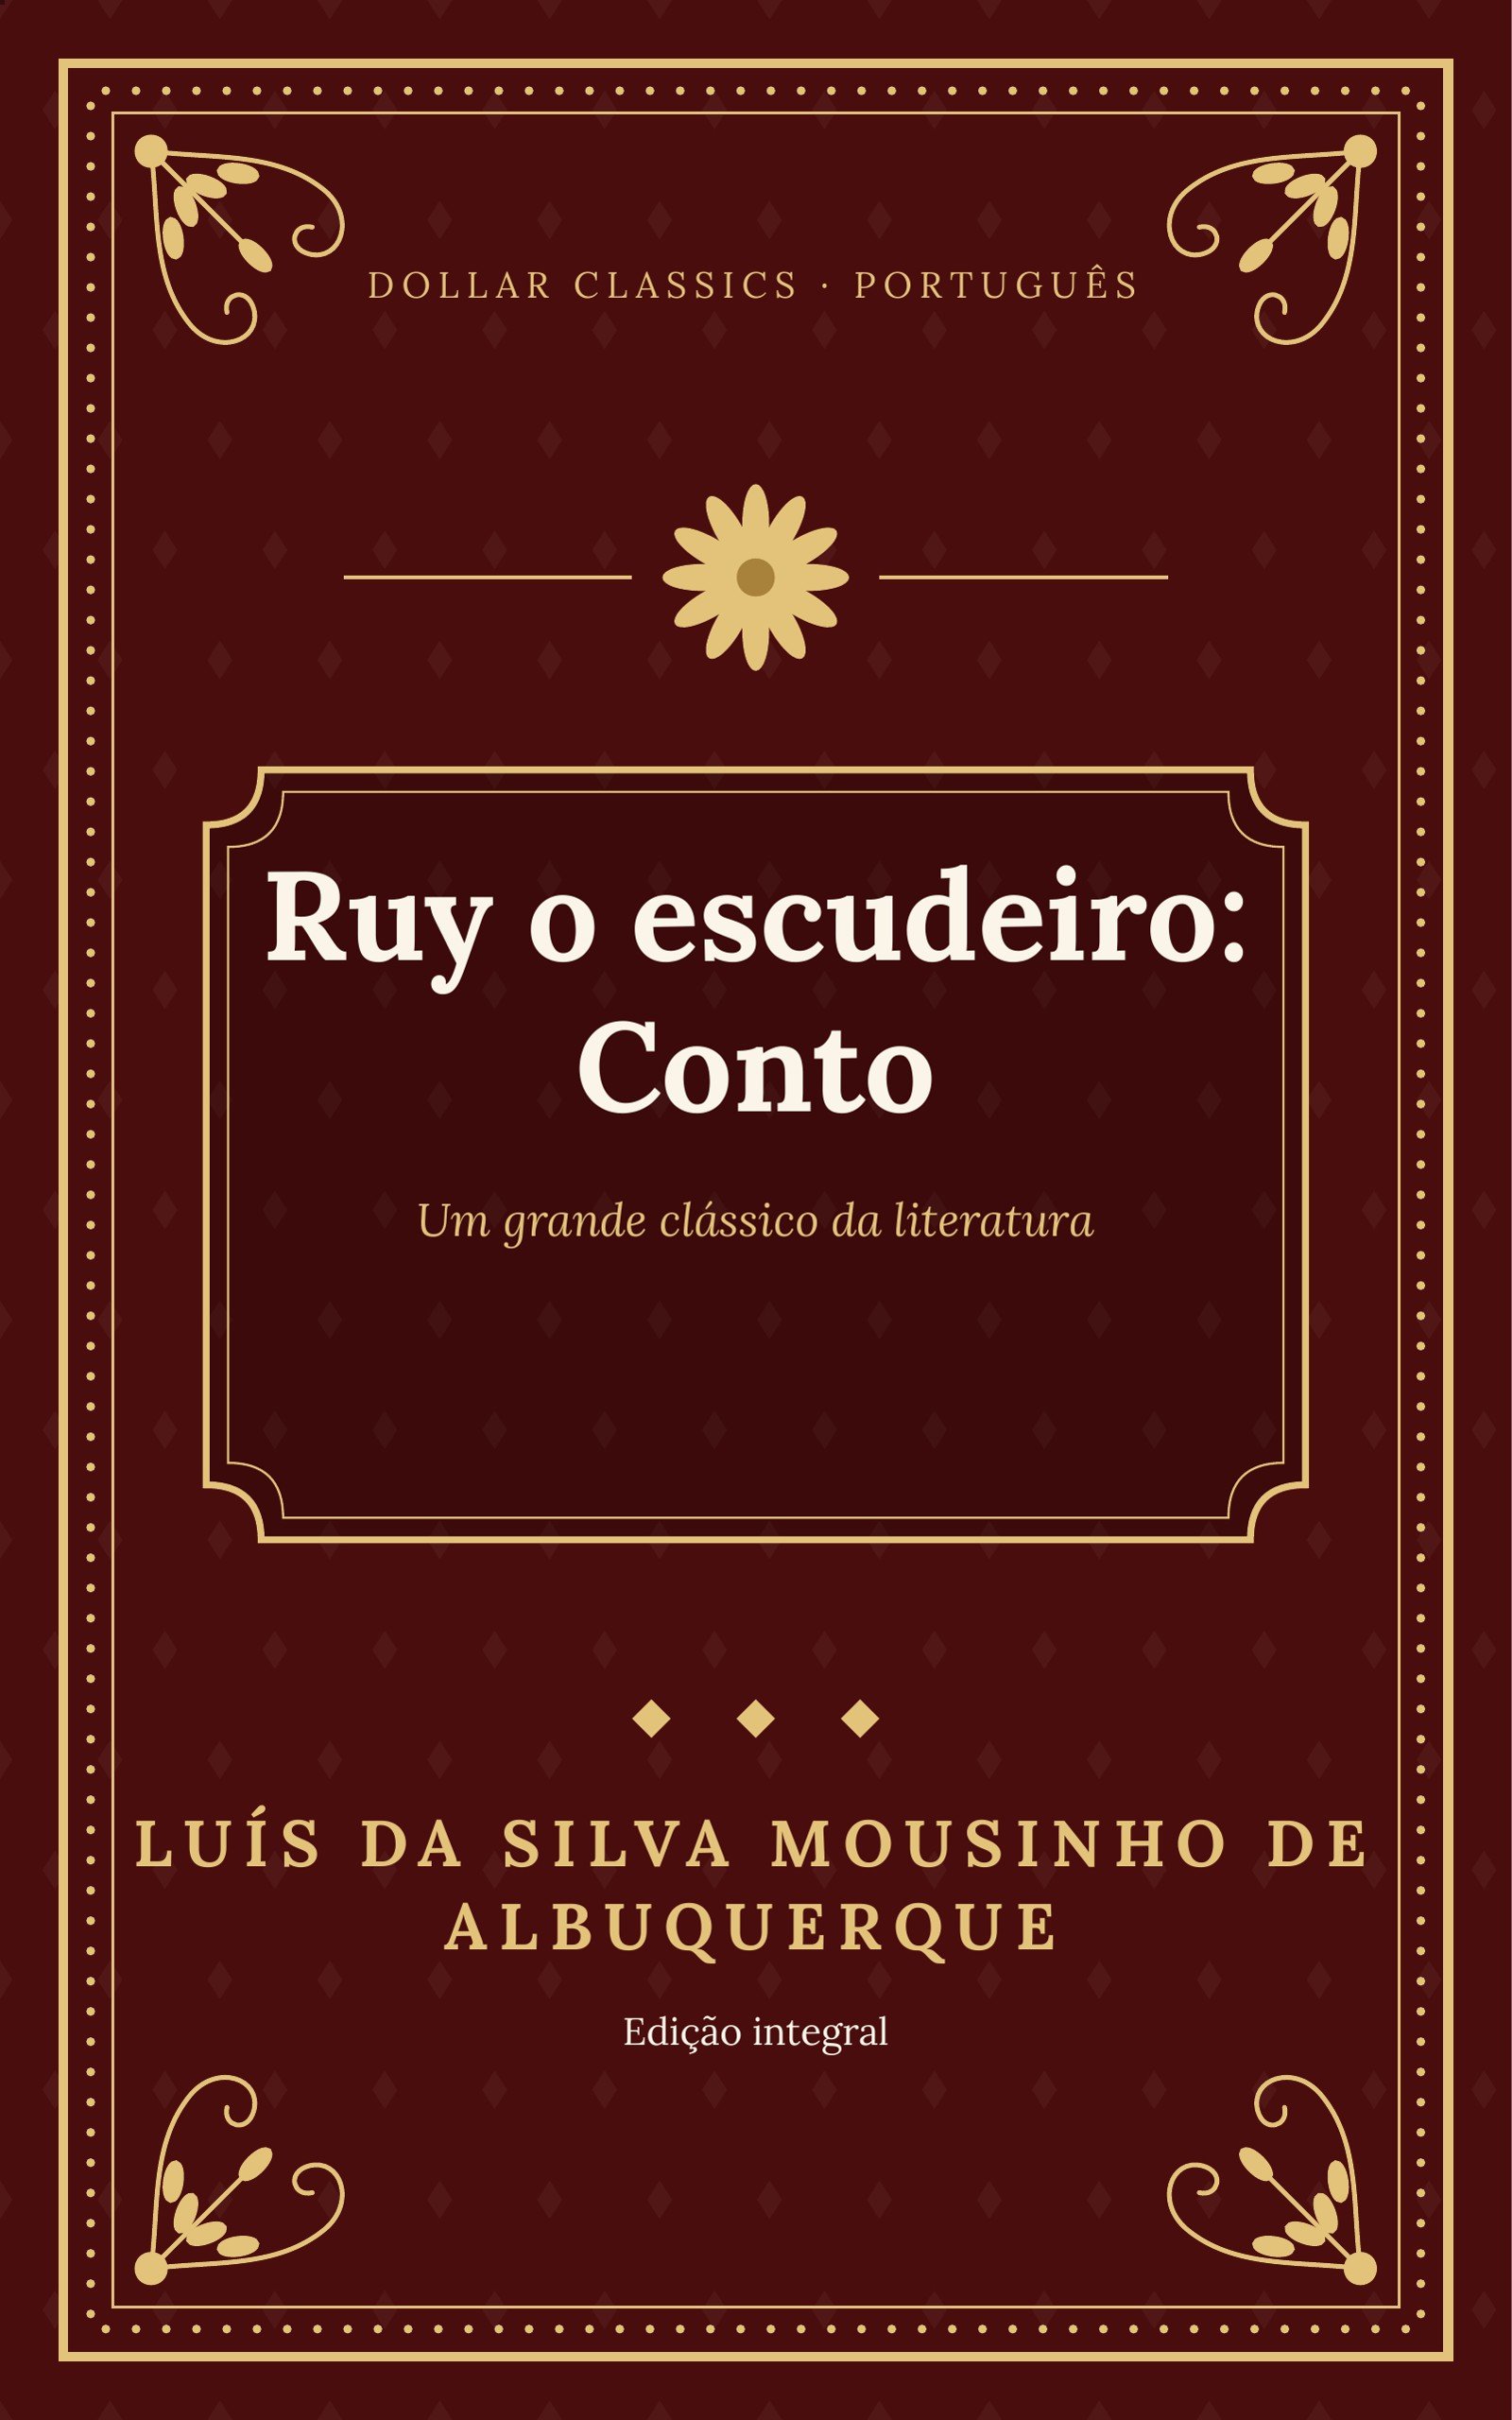 DOLLAR CLASSICS · PORTUGUÊS
Ruy o escudeiro:
Conto
Um grande clássico da literatura
LUÍS DA SILVA MOUSINHO DE
ALBUQUERQUE
Edição integral